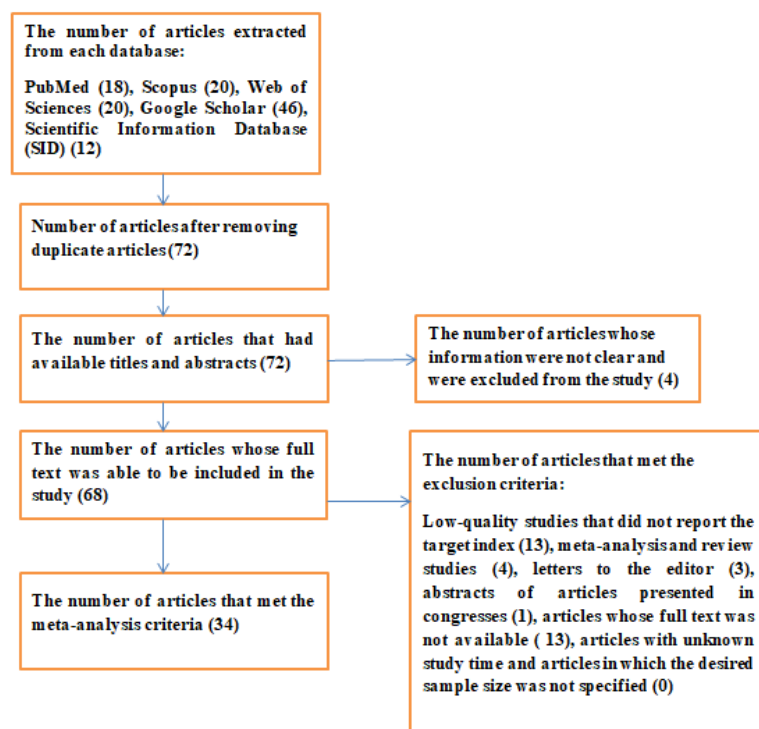 The number of articles extracted
from each database:
PubMed (18), Scopus (20), Web of
Sciences (20), Google Scholar (46),
Scientific Information Database
(SID) (12)
Number of articles after removing
duplicate articles (72)
The number of articles that had
available titles and abstracts (72)
The number of articles whose
information were not clear and
were excluded from the study (4)
The number of articles whose full
text was able to be included in the
study (68)
The number of articles that met the
exclusion criteria:
Low-quality studies that did not report the
target index (13), meta-analysis and review
studies (4), letters to the editor (3),
abstracts of articles presented in
congresses (1), articles whose full text was
not available ( 13), articles with unknown
study time and articles in which the desired
sample size was not specified (0)
The number of articles that met the
meta-analysis criteria (34)